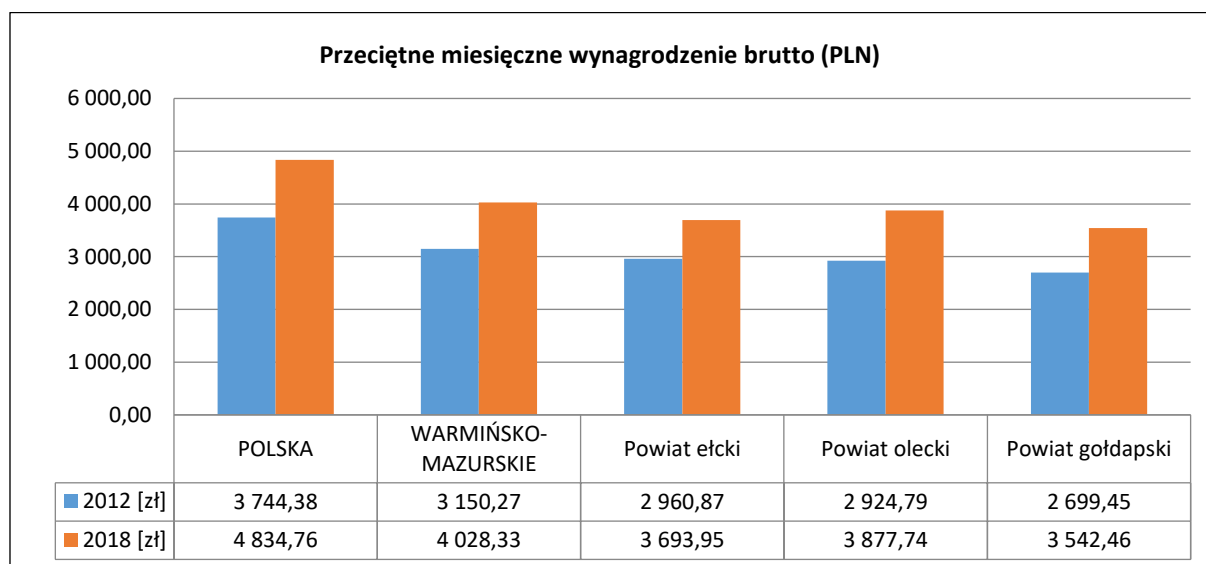 Przeciętne miesięczne wynagrodzenie brutto (PLN)
6 000,00
5 000,00
4 000,00
3 000,00
2 000,00
1 000,00
0,00
POLSKA WARMIŃSKO-MAZURSKIE Powiat ełcki Powiat olecki Powiat gołdapski
2012 [zł] 3 744,38 3 150,27 2 960,87 2 924,79 2 699,45
2018 [zł] 4 834,76 4 028,33 3 693,95 3 877,74 3 542,46